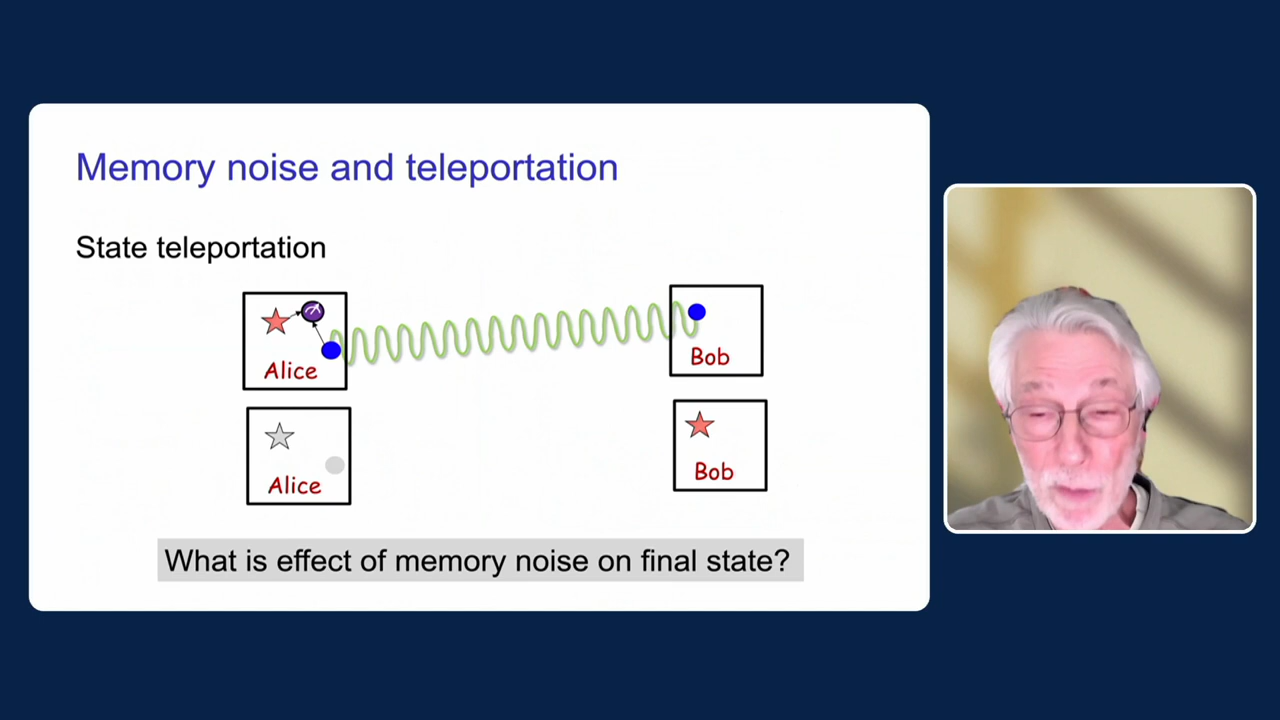 Memory noise and teleportation
State teleportation
Alice
Bob
Alice
Bob
What is effect of memory noise on final state?